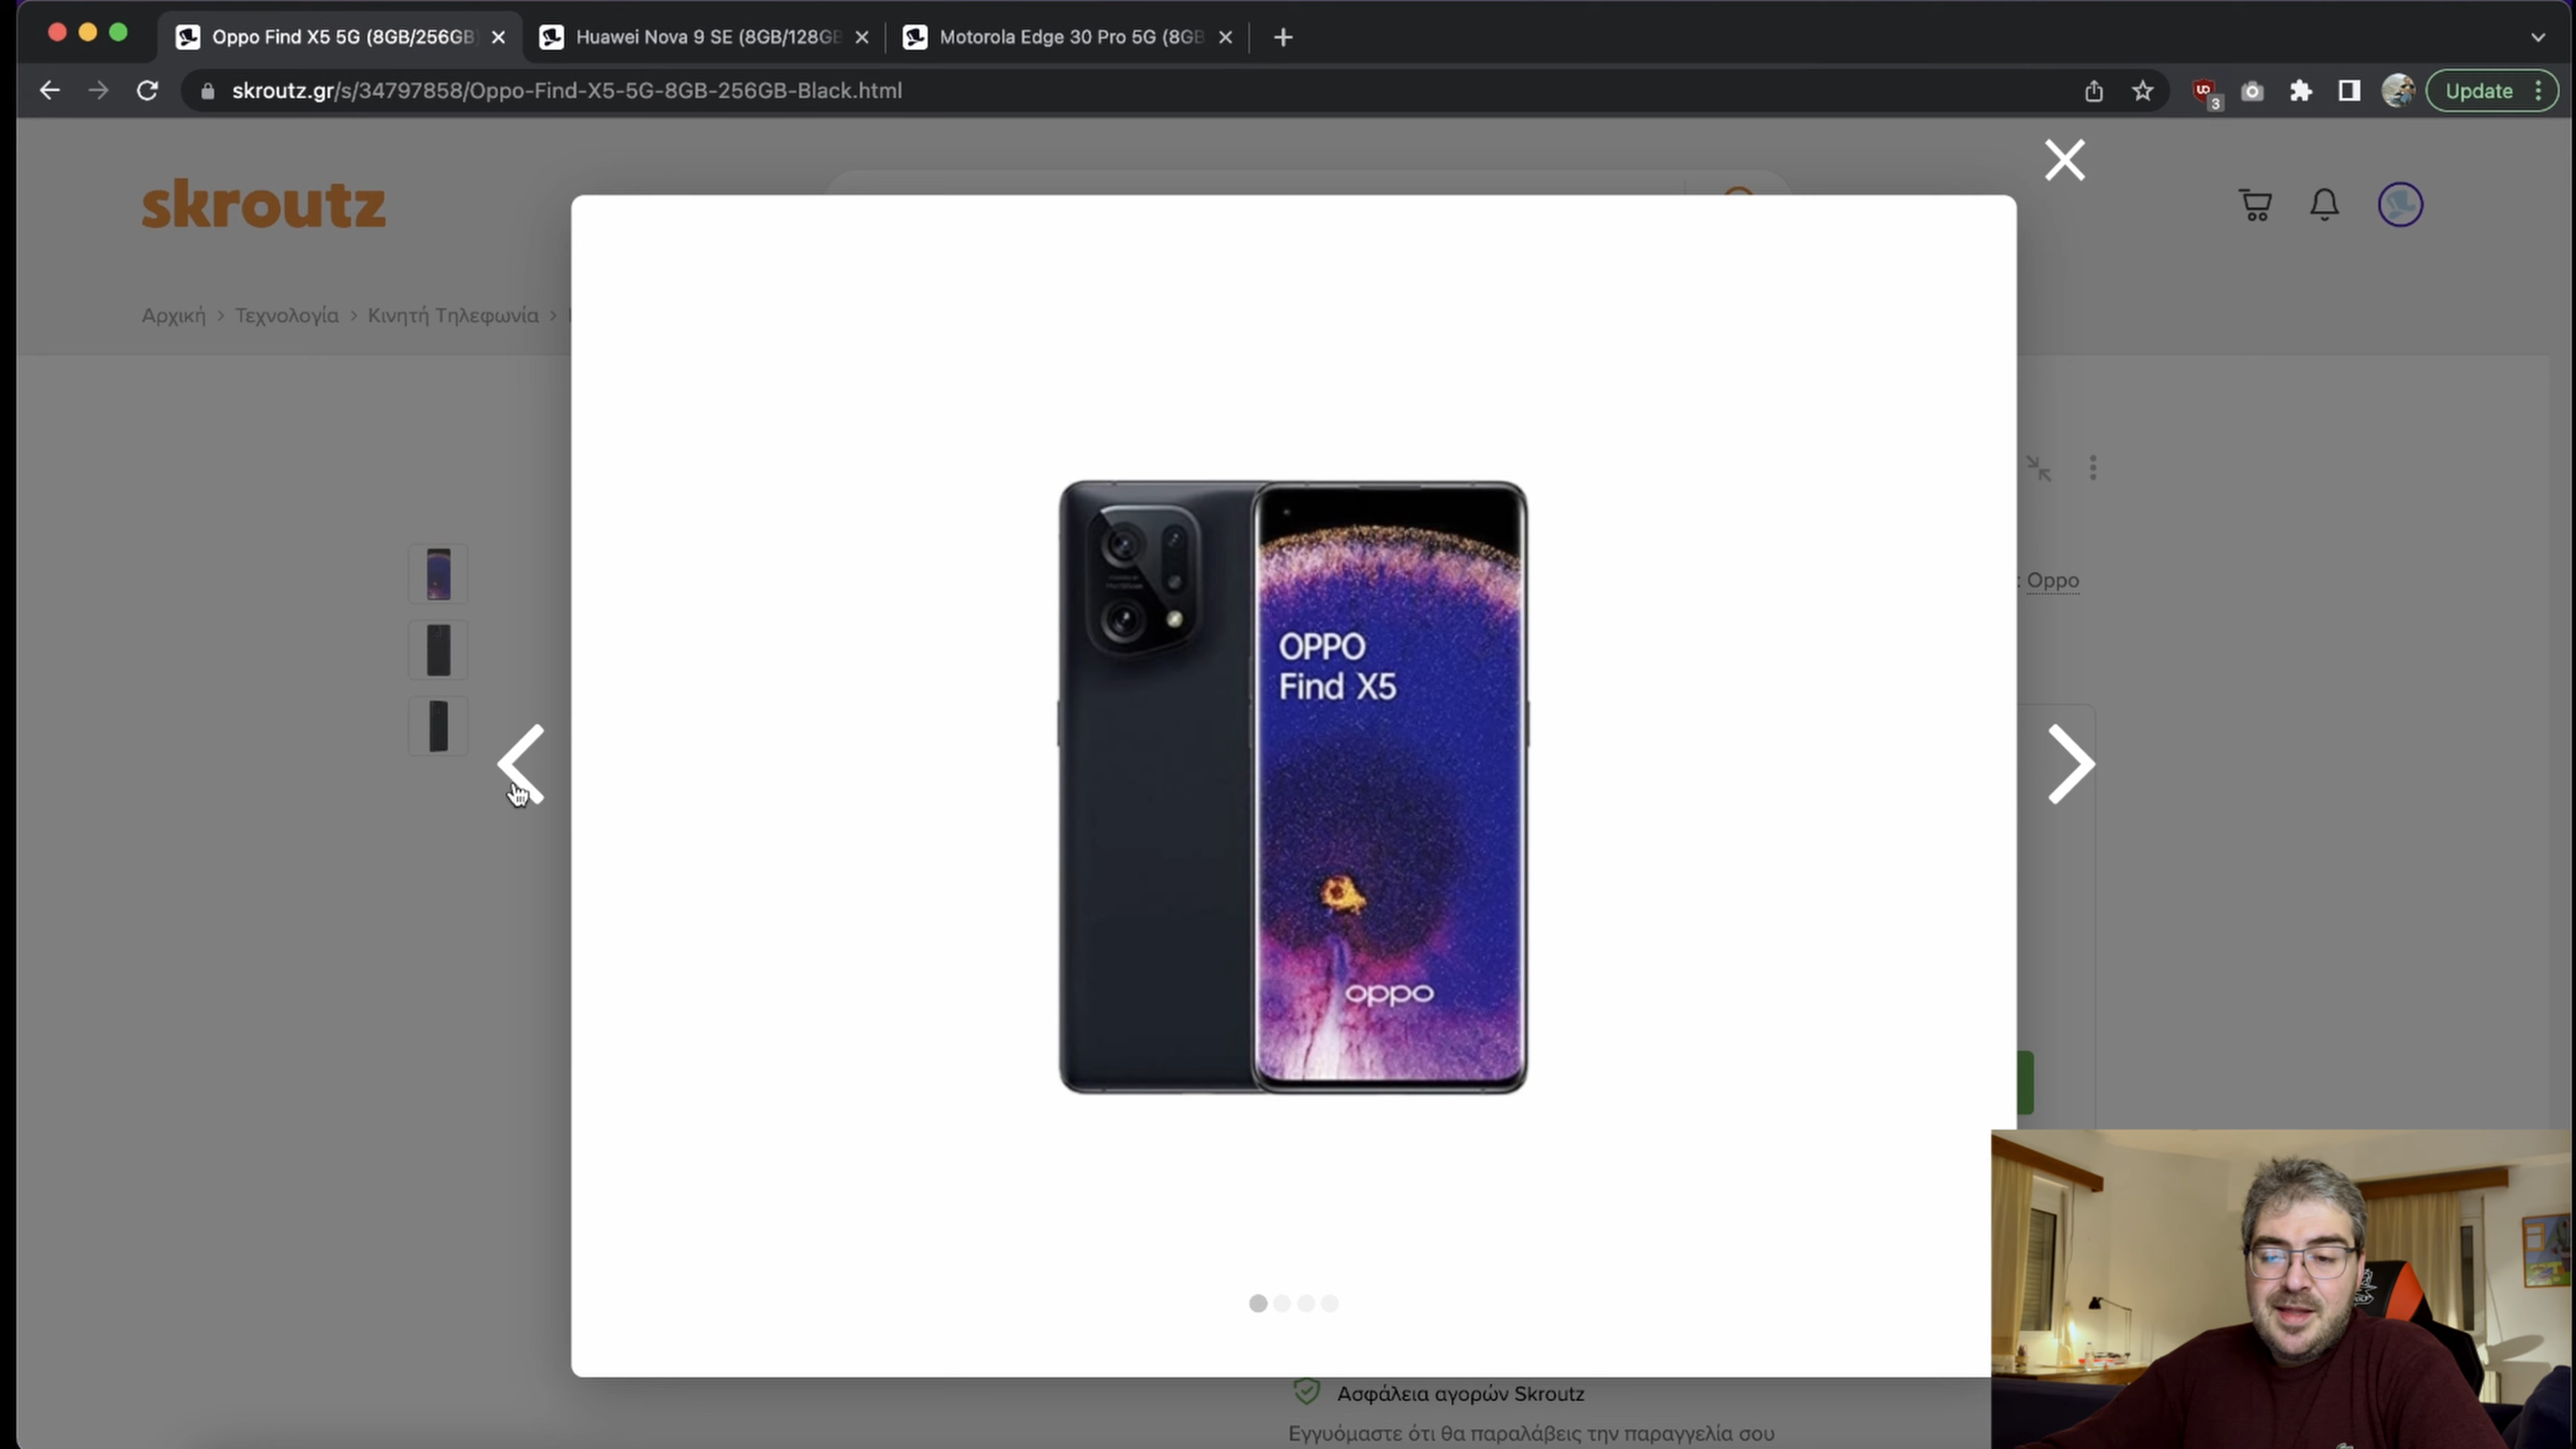 Oppo Find X5 5G (8GB/256GB)
Huawei Nova 9 SE (8GB/128GB
Motorola Edge 30 Pro 5G (8GB
skroutz.gr/s/34797858/Oppo-Find-X5-5G-8GB-256GB-Black.html
3
Update
skroutz
Αρχική > Τεχνολογία > Κινητή Τηλεφωνία >
: Oppo
OPPO
Find X5
oppo
Ασφάλεια αγορών Skroutz
Εγγυόμαστε ότι θα παραλάβεις την παραγγελία σου